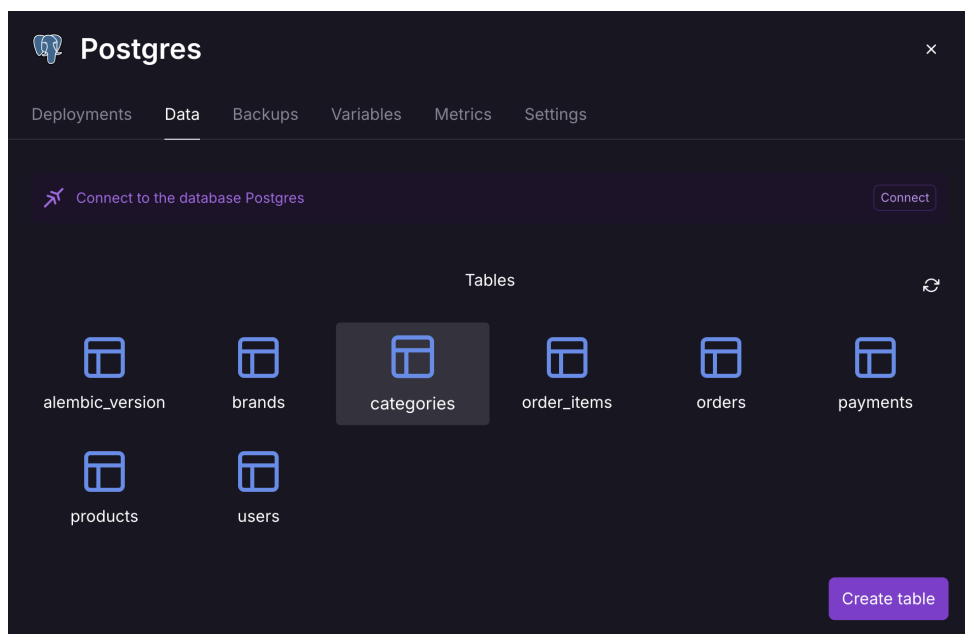 Postgres
Deployments Data Backups Variables Metrics Settings
Connect to the database Postgres Connect
Tables
alembic_version brands categories order_items orders payments
products users
Create table